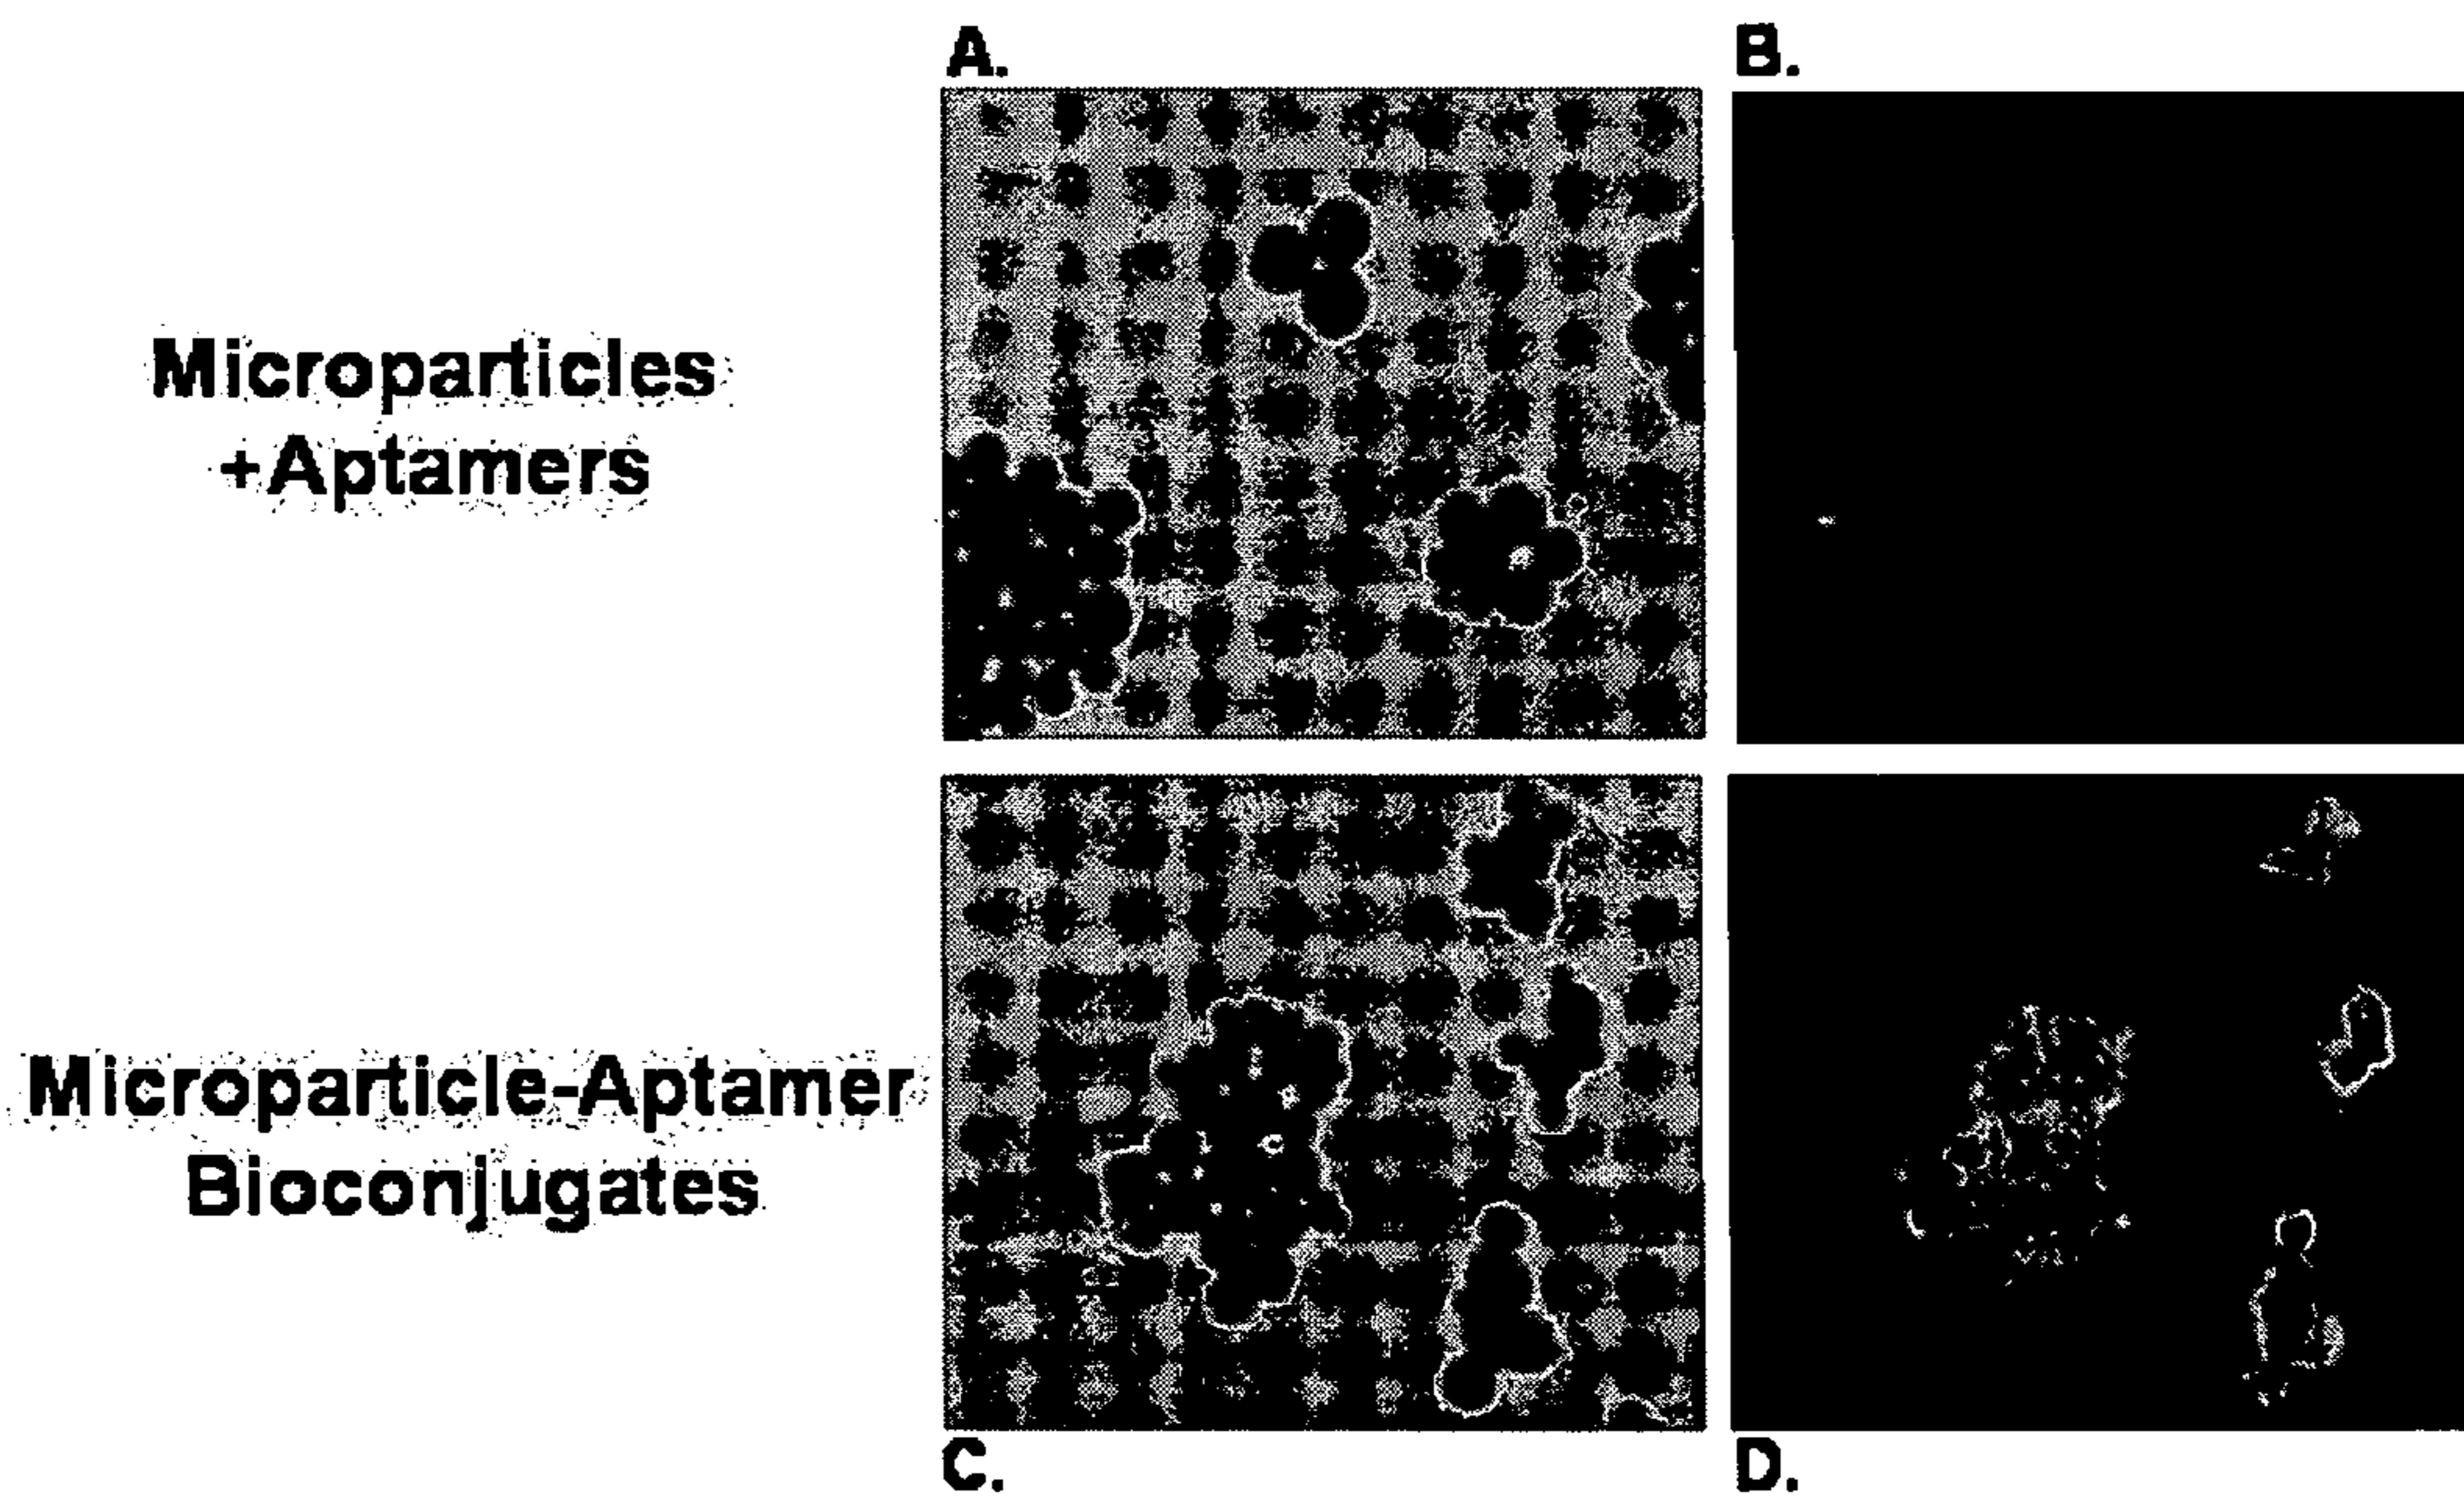 A.
B.
Microparticles
+Aptamers
Microparticle-Aptamer
Bioconjugates
C.
D.